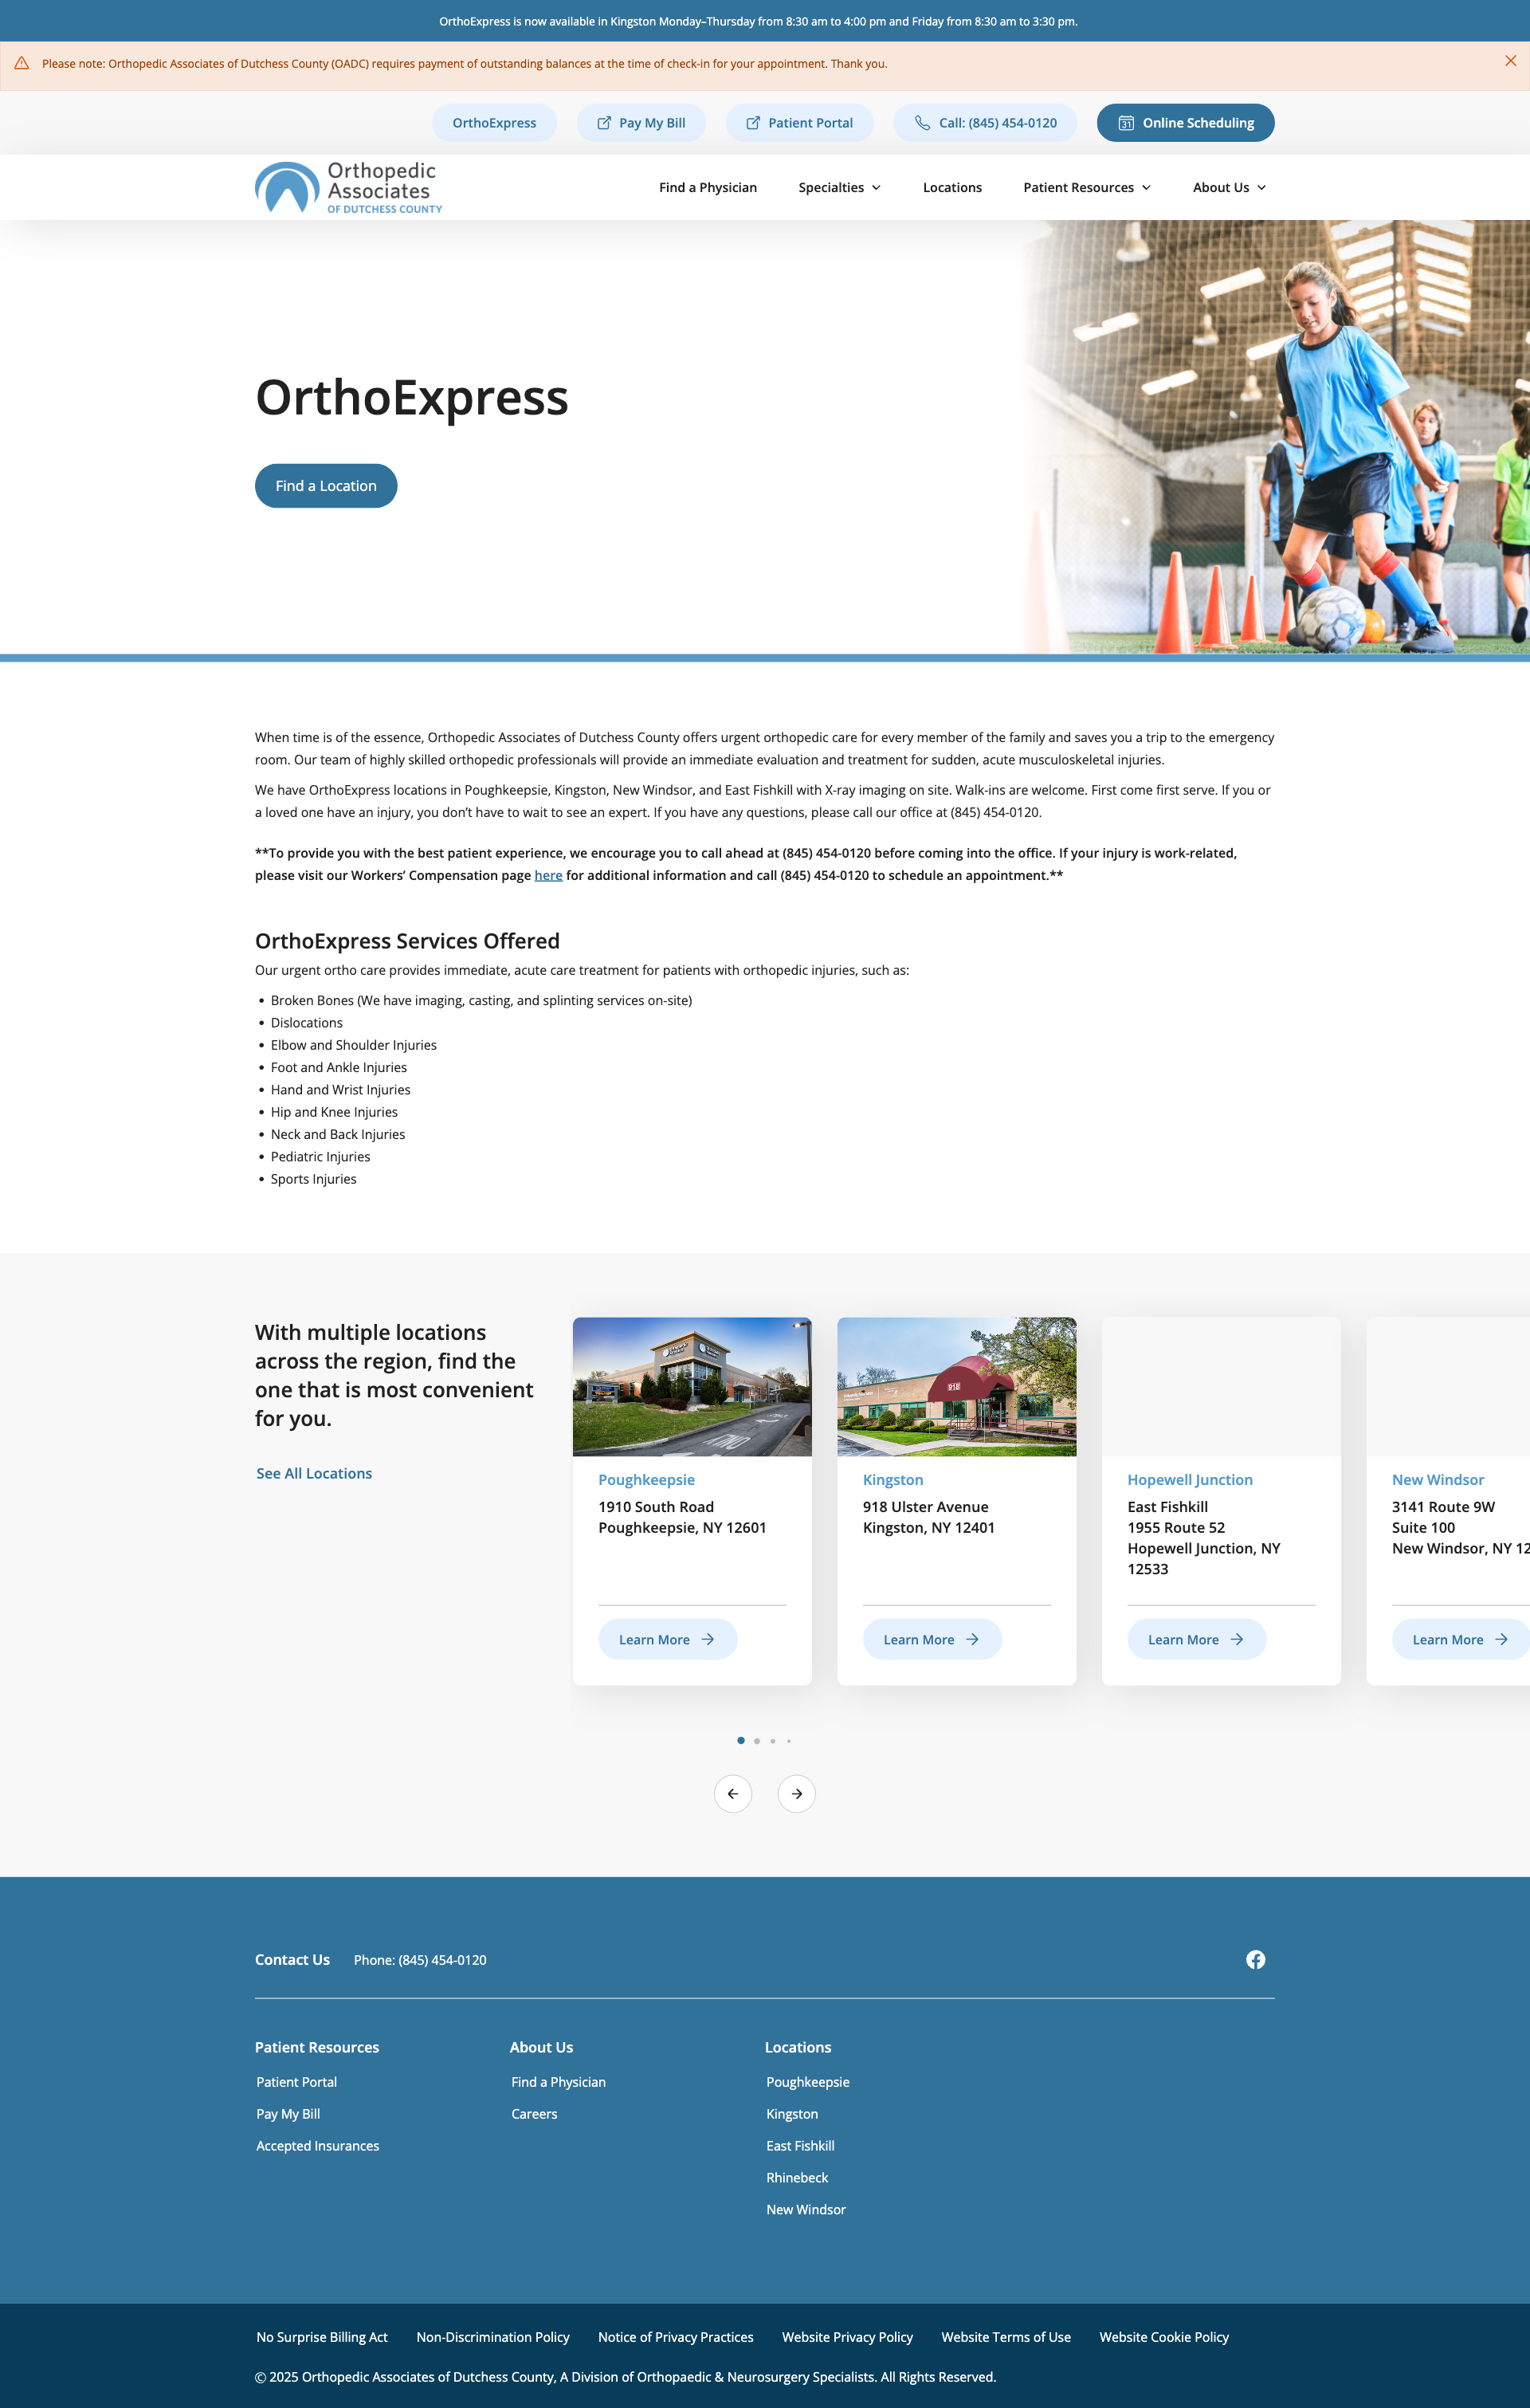 OrthoExpress is now available in Kingston Monday–Thursday from 8:30 am to 4:00 pm and Friday from 8:30 am to 3:30 pm.
Please note: Orthopedic Associates of Dutchess County (OADC) requires payment of outstanding balances at the time of check-in for your appointment. Thank you.
OrthoExpress
Pay My Bill
Patient Portal
Call: (845) 454-0120
31
Online Scheduling
Orthopedic
Associates
OF DUTCHESS COUNTY
Find a Physician
Specialties
Locations
Patient Resources
About Us
OrthoExpress
Find a Location
When time is of the essence, Orthopedic Associates of Dutchess County offers urgent orthopedic care for every member of the family and saves you a trip to the emergency
room. Our team of highly skilled orthopedic professionals will provide an immediate evaluation and treatment for sudden, acute musculoskeletal injuries.
We have OrthoExpress locations in Poughkeepsie, Kingston, New Windsor, and East Fishkill with X-ray imaging on site. Walk-ins are welcome. First come first serve. If you or
a loved one have an injury, you don’t have to wait to see an expert. If you have any questions, please call our office at (845) 454-0120.
**To provide you with the best patient experience, we encourage you to call ahead at (845) 454-0120 before coming into the office. If your injury is work-related,
please visit our Workers’ Compensation page here for additional information and call (845) 454-0120 to schedule an appointment.**
OrthoExpress Services Offered
Our urgent ortho care provides immediate, acute care treatment for patients with orthopedic injuries, such as:
• Broken Bones (We have imaging, casting, and splinting services on-site)
• Dislocations
• Elbow and Shoulder Injuries
• Foot and Ankle Injuries
• Hand and Wrist Injuries
• Hip and Knee Injuries
• Neck and Back Injuries
• Pediatric Injuries
• Sports Injuries
With multiple locations
across the region, find the
one that is most convenient
for you.
See All Locations
Poughkeepsie
1910 South Road
Poughkeepsie, NY 12601
Learn More
918
Kingston
918 Ulster Avenue
Kingston, NY 12401
Learn More
Hopewell Junction
East Fishkill
1955 Route 52
Hopewell Junction, NY
12533
Learn More
New Windsor
3141 Route 9W
Suite 100
New Windsor, NY 12
Learn More
Contact Us
Phone: (845) 454-0120
Patient Resources
Patient Portal
Pay My Bill
Accepted Insurances
About Us
Find a Physician
Careers
Locations
Poughkeepsie
Kingston
East Fishkill
Rhinebeck
New Windsor
No Surprise Billing Act
Non-Discrimination Policy
Notice of Privacy Practices
Website Privacy Policy
Website Terms of Use
Website Cookie Policy
© 2025 Orthopedic Associates of Dutchess County, A Division of Orthopaedic & Neurosurgery Specialists. All Rights Reserved.